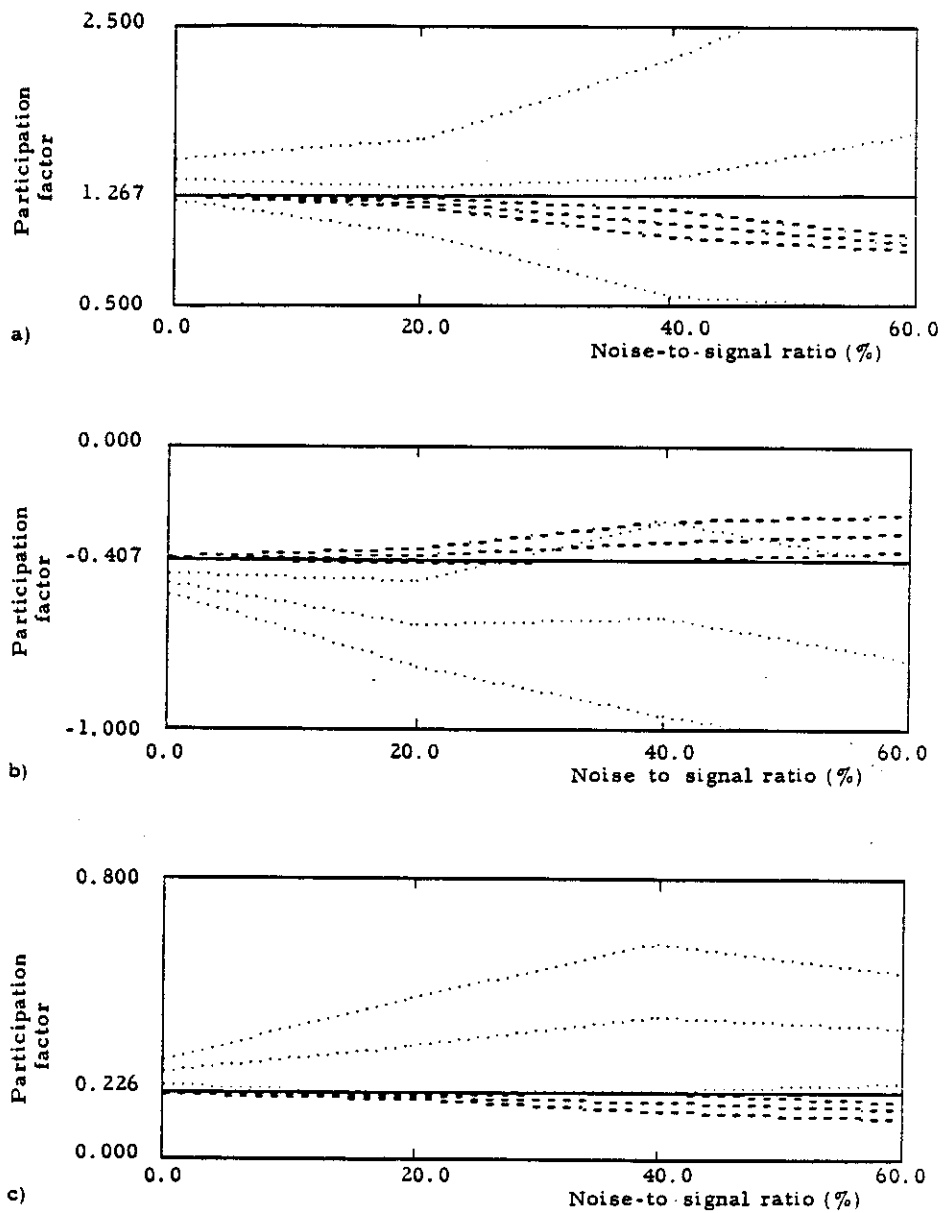 2.500
Participation
factor
1.267
0.500
0.0 20.0 40.0 60.0
a)
Noise-to-signal ratio (%)
0.000
Participation
factor
-0.407
-1.000
0.0 20.0 40.0 60.0
b)
Noise to signal ratio (%)
0.800
Participation
factor
0.226
0.000
0.0 20.0 40.0 60.0
c)
Noise-to-signal ratio (%)